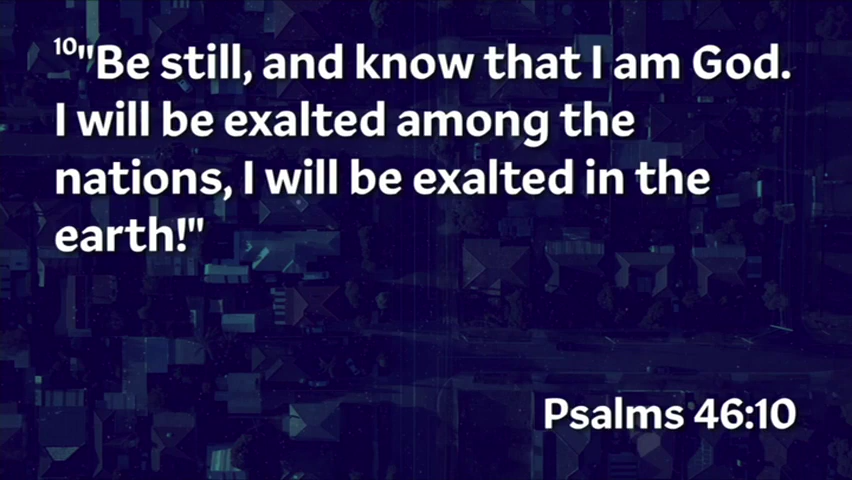 10"Be still, and know that I am God.
I will be exalted among the
nations, I will be exalted in the
earth!"
Psalms 46:10